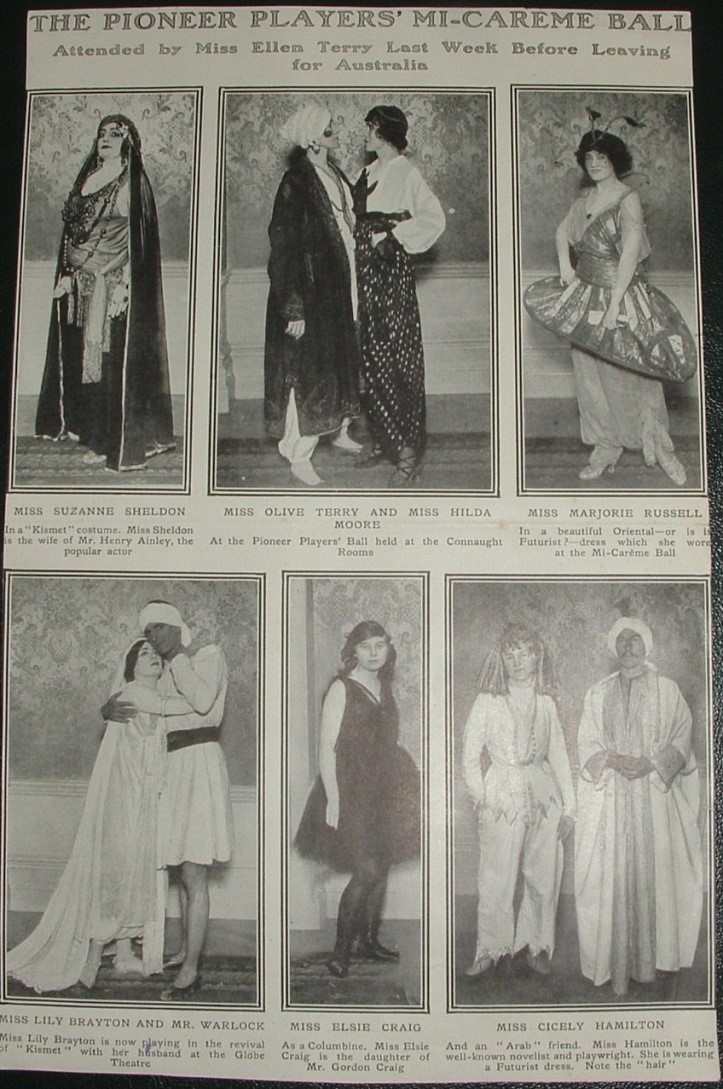 THE PIONEER PLAYERS' MI-CARÊME BALL
Attended by Miss Ellen Terry Last Week Before Leaving
for Australia
MISS SUZANNE SHELDON
In a "Kismet" costume. Miss Sheldon
is the wife of Mr. Henry Ainley, the
popular actor
MISS OLIVE TERRY AND MISS HILDA
MOORE
At the Pioneer Players' Ball held at the Connaught
Rooms
MISS MARJORIE RUSSELL
In a beautiful Oriental—or is it
Futurist?—dress which she wore
at the Mi-Carême Ball
MISS LILY BRAYTON AND MR. WARLOCK
Miss Lily Brayton is now playing in the revival
of "Kismet" with her husband at the Globe
Theatre
MISS ELSIE CRAIG
As a Columbine. Miss Elsie
Craig is the daughter of
Mr. Gordon Craig
MISS CICELY HAMILTON
And an "Arab" friend. Miss Hamilton is the
well-known novelist and playwright. She is wearing
a Futurist dress. Note the "hair"